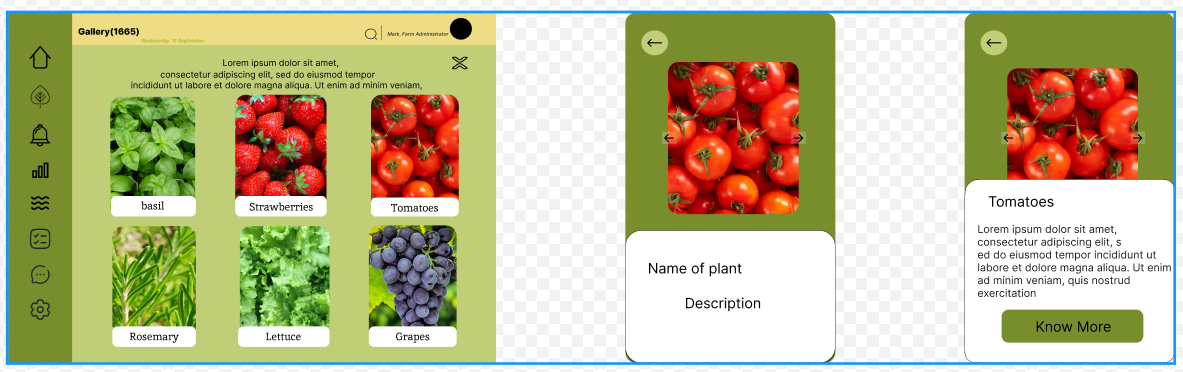 Gallery(1665)
Wednesday, 11 September
Mark, Farm Administrator
Lorem ipsum dolor sit amet,
consectetur adipiscing elit, sed do eiusmod tempor
incididunt ut labore et dolore magna aliqua. Ut enim ad minim veniam,
basil
Strawberries
Tomatoes
Rosemary
Lettuce
Grapes
Name of plant
Description
Tomatoes
Lorem ipsum dolor sit amet,
consectetur adipiscing elit, s
ed do eiusmod tempor incididunt ut
labore et dolore magna aliqua. Ut enim
ad minim veniam, quis nostrud
exercitation
Know More